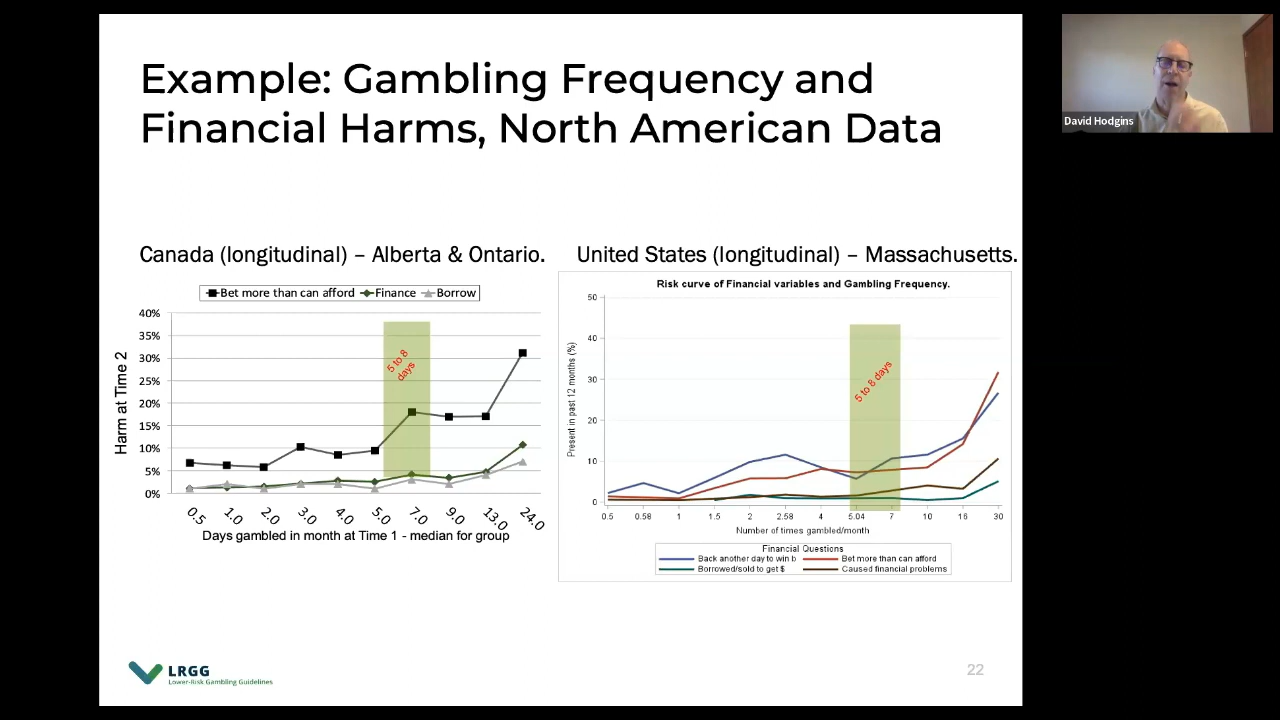 Example: Gambling Frequency and
Financial Harms, North American Data
David Hodgins
Canada (longitudinal) – Alberta & Ontario.
Bet more than can afford Finance Borrow
40%
35%
30%
25%
20%
15%
10%
5%
0%
Harm at Time 2
5 to 8
days
0.5 1.0 2.0 3.0 4.0 5.0 7.0 9.0 13.0 24.0
Days gambled in month at Time 1 - median for group
United States (longitudinal) – Massachusetts.
Risk curve of Financial variables and Gambling Frequency.
50
40
30
20
10
0
Present in past 12 months (%)
5 to 8 days
0.5 0.58 1 1.5 2 2.58 4 5.04 7 10 16 30
Number of times gambled/month
Financial Questions
Back another day to win b Bet more than can afford
Borrowed/sold to get $ Caused financial problems
LRGG
Lower-Risk Gambling Guidelines
22